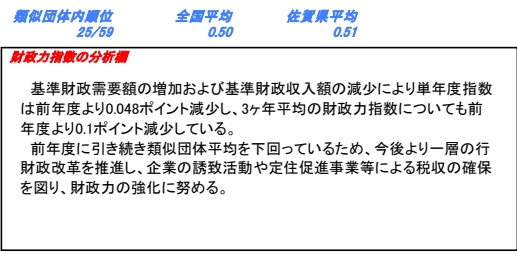 類似団体内順位 全国平均 佐賀県平均
25/59 0.50 0.51
財政力指数の分析欄
基準財政需要額の増加および基準財政収入額の減少により単年度指数
は前年度より0.048ポイント減少し、3ヶ年平均の財政力指数についても前
年度より0.1ポイント減少している。
前年度に引き続き類似団体平均を下回っているため、今後より一層の行
財政改革を推進し、企業の誘致活動や定住促進事業等による税収の確保
を図り、財政力の強化に努める。